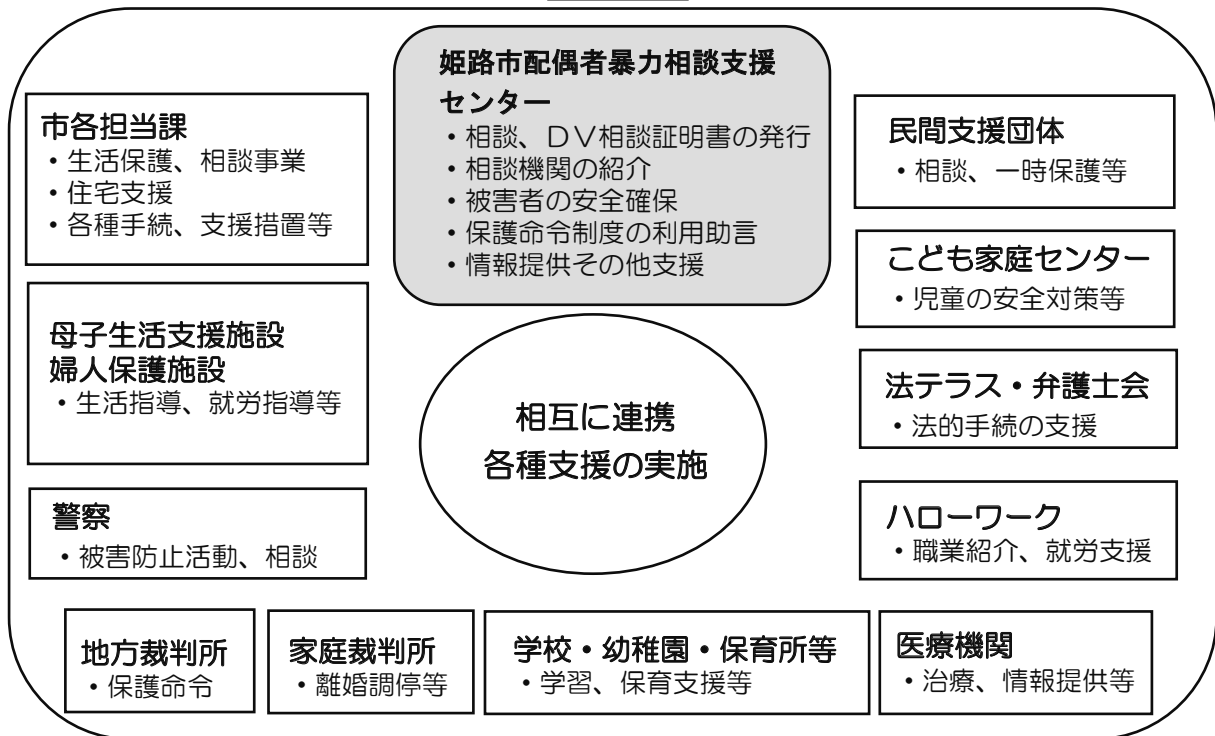 姫路市配偶者暴力相談支援
センター
・相談、ＤＶ相談証明書の発行
・相談機関の紹介
・被害者の安全確保
・保護命令制度の利用助言
・情報提供その他支援
市各担当課
・生活保護、相談事業
・住宅支援
・各種手続、支援措置等
母子生活支援施設
婦人保護施設
・生活指導、就労指導等
警察
・被害防止活動、相談
相互に連携
各種支援の実施
民間支援団体
・相談、一時保護等
こども家庭センター
・児童の安全対策等
法テラス・弁護士会
・法的手続の支援
ハローワーク
・職業紹介、就労支援
地方裁判所
・保護命令
家庭裁判所
・離婚調停等
学校・幼稚園・保育所等
・学習、保育支援等
医療機関
・治療、情報提供等